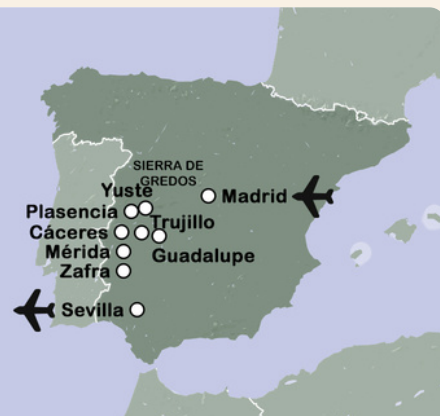 SIERRA DE
GREDOS
Yuste
Madrid
Plasencia
Trujillo
Cáceres
Mérida
Guadalupe
Zafra
Sevilla